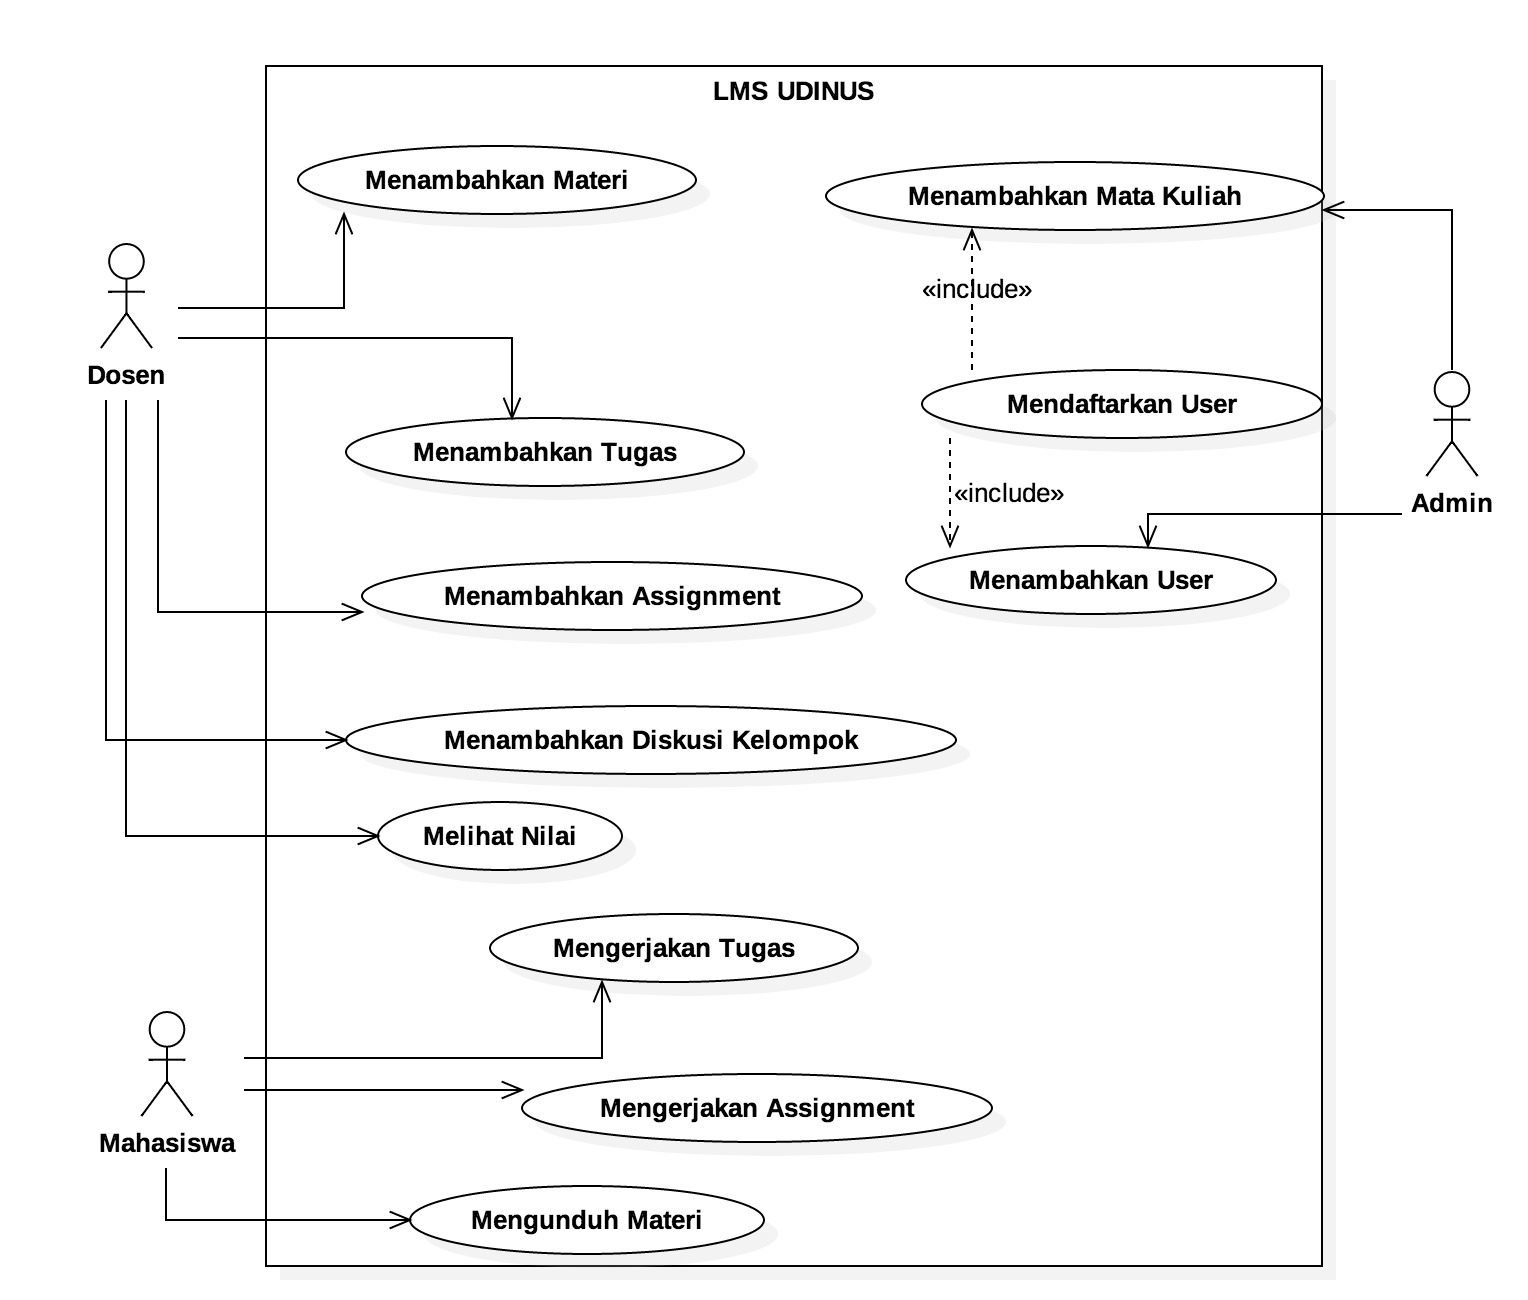 LMS UDINUS
Menambahkan Materi
Menambahkan Mata Kuliah
«include»
Dosen
Mendaftarkan User
Menambahkan Tugas
«include»
Admin
Menambahkan User
Menambahkan Assignment
Menambahkan Diskusi Kelompok
Melihat Nilai
Mengerjakan Tugas
Mengerjakan Assignment
Mahasiswa
Mengunduh Materi